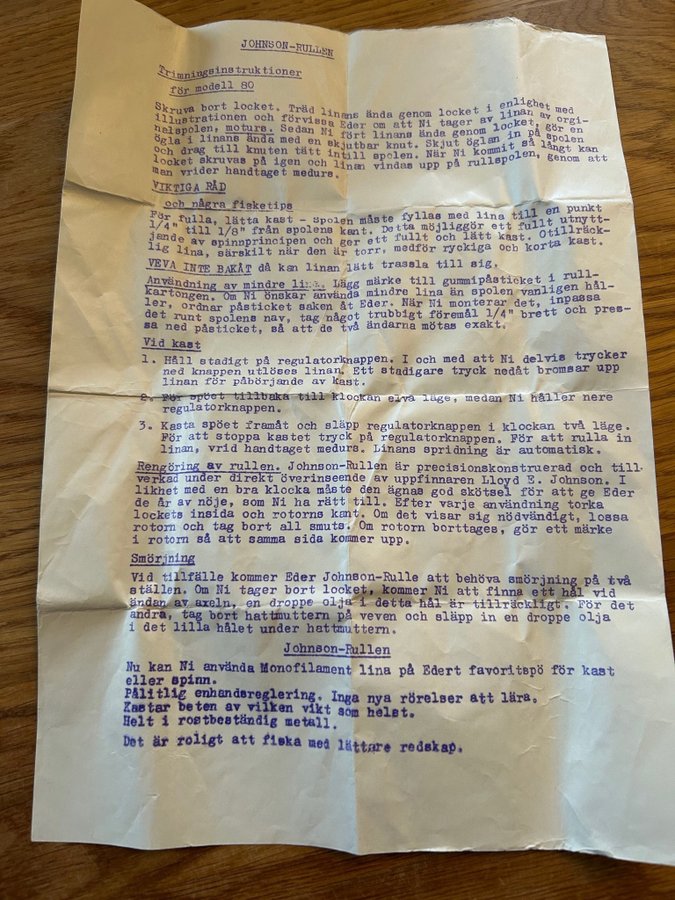 JOHNSON-RULLEN
Trimningsinstruktioner
för modell 80
Skruva bort locket. Träd linans ända genom locket i enlighet med
illustrationen och förvissa Eder om att Ni tager av linan av orgi-
nalspolen, moturs. Sedan Ni fört linans ända genom locket, gör en
ögla i linans ända med en skjutbar knut. Skjut öglan in på spolen
och drag till knuten tätt intill spolen. När Ni kommit så långt kan
locket skruvas på igen och linan vindas upp på rullspolen, genom att
man vrider handtaget medurs.
VIKTIGA RÅD
och några fisketips
För fulla, lätta kast - spolen måste fyllas med lina till en punkt
1/4" till 1/8" från spolens kant. Detta möjliggör ett fullt utnytt-
jande av spinnprincipen och ger ett fullt och lätt kast. Otillräck-
lig lina, särskilt när den är torr, medför ryckiga och korta kast.
VEVA INTE BAKÅT då kan linan lätt trassla till sig.
Användning av mindre lina. Lägg märke till gummipåsticket i rull-
kartongen. Om Ni önskar använda mindre lina än spolen vanligen hål-
ler, ordnar påsticket saken åt Eder. När Ni monterar det, inpassa
det runt spolens nav, tag något trubbigt föremål 1/4" brett och pres-
sa ned påsticket, så att de två ändarna mötas exakt.
Vid kast
1. Håll stadigt på regulatorknappen. I och med att Ni delvis trycker
ned knappen utlöses linan. Ett stadigare tryck nedåt bromsar upp
linan för påbörjande av kast.
2. För spöet tillbaka till klockan elva läge, medan Ni håller nere
regulatorknappen.
3. Kasta spöet framåt och släpp regulatorknappen i klockan två läge.
För att stoppa kastet tryck på regulatorknappen. För att rulla in
linan, vrid handtaget medurs. Linans spridning är automatisk.
Rengöring av rullen. Johnson-Rullen är precisionskonstruerad och till
verkad under direkt överinseende av uppfinnaren Lloyd E. Johnson. I
likhet med en bra klocka måste den ägnas god skötsel för att ge Eder
de år av nöje, som Ni ha rätt till. Efter varje användning torka
lockets insida och rotorns kant. Om det visar sig nödvändigt, lossa
rotorn och tag bort all smuts. Om rotorn borttages, gör ett märke
i rotorn så att samma sida kommer upp.
Smörjning
Vid tillfälle kommer Eder Johnson-Rulle att behöva smörjning på två
ställen. Om Ni tager bort locket, kommer Ni att finna ett hål vid
ändan av axeln, en droppe olja i detta hål är tillräckligt. För det
andra, tag bort hattmuttern på veven och släpp in en droppe olja
i det lilla hålet under hattmuttern.
Johnson-Rullen
Nu kan Ni använda Monofilament lina på Edert favoritspö för kast
eller spinn.
Pålitlig enhandsreglering. Inga nya rörelser att lära.
Kastar beten av vilken vikt som helst.
Helt i rostbeständig metall.
Det är roligt att fiska med lättare redskap.